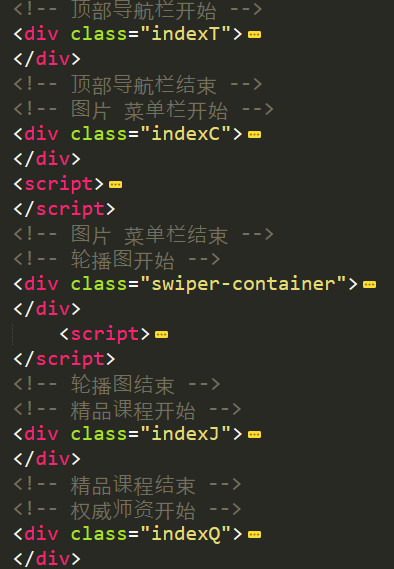 <!-- 顶部导航栏开始 -->
<div class="indexT">
</div>
<!-- 顶部导航栏结束 -->
<!-- 图片 菜单栏开始 -->
<div class="indexC">
</div>
<script>
</script>
<!-- 图片 菜单栏结束 -->
<!-- 轮播图开始 -->
<div class="swiper-container">
</div>
<script>
</script>
<!-- 轮播图结束 -->
<!-- 精品课程开始 -->
<div class="indexJ">
</div>
<!-- 精品课程结束 -->
<!-- 权威师资开始 -->
<div class="indexQ">
</div>